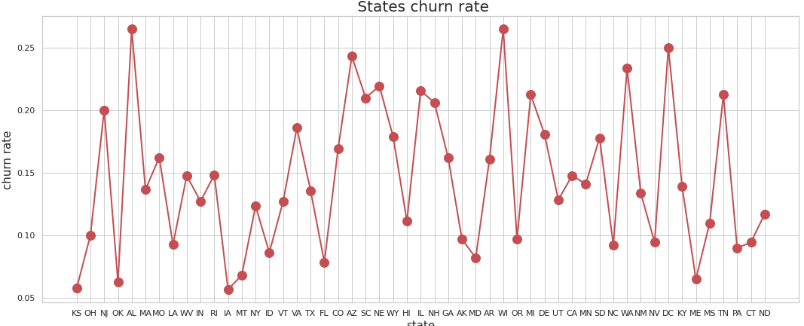 States churn rate
churn rate
0.25
0.20
0.15
0.10
0.05
KS OH NJ OK AL MA MO LA WV IN RI IA MT NY ID VT VA TX FL CO AZ SC NE WY HI IL NH GA AK MD AR WI OR MI DE UT CA MN SD NC WA NM NV DC KY ME MS TN PA CT ND
state